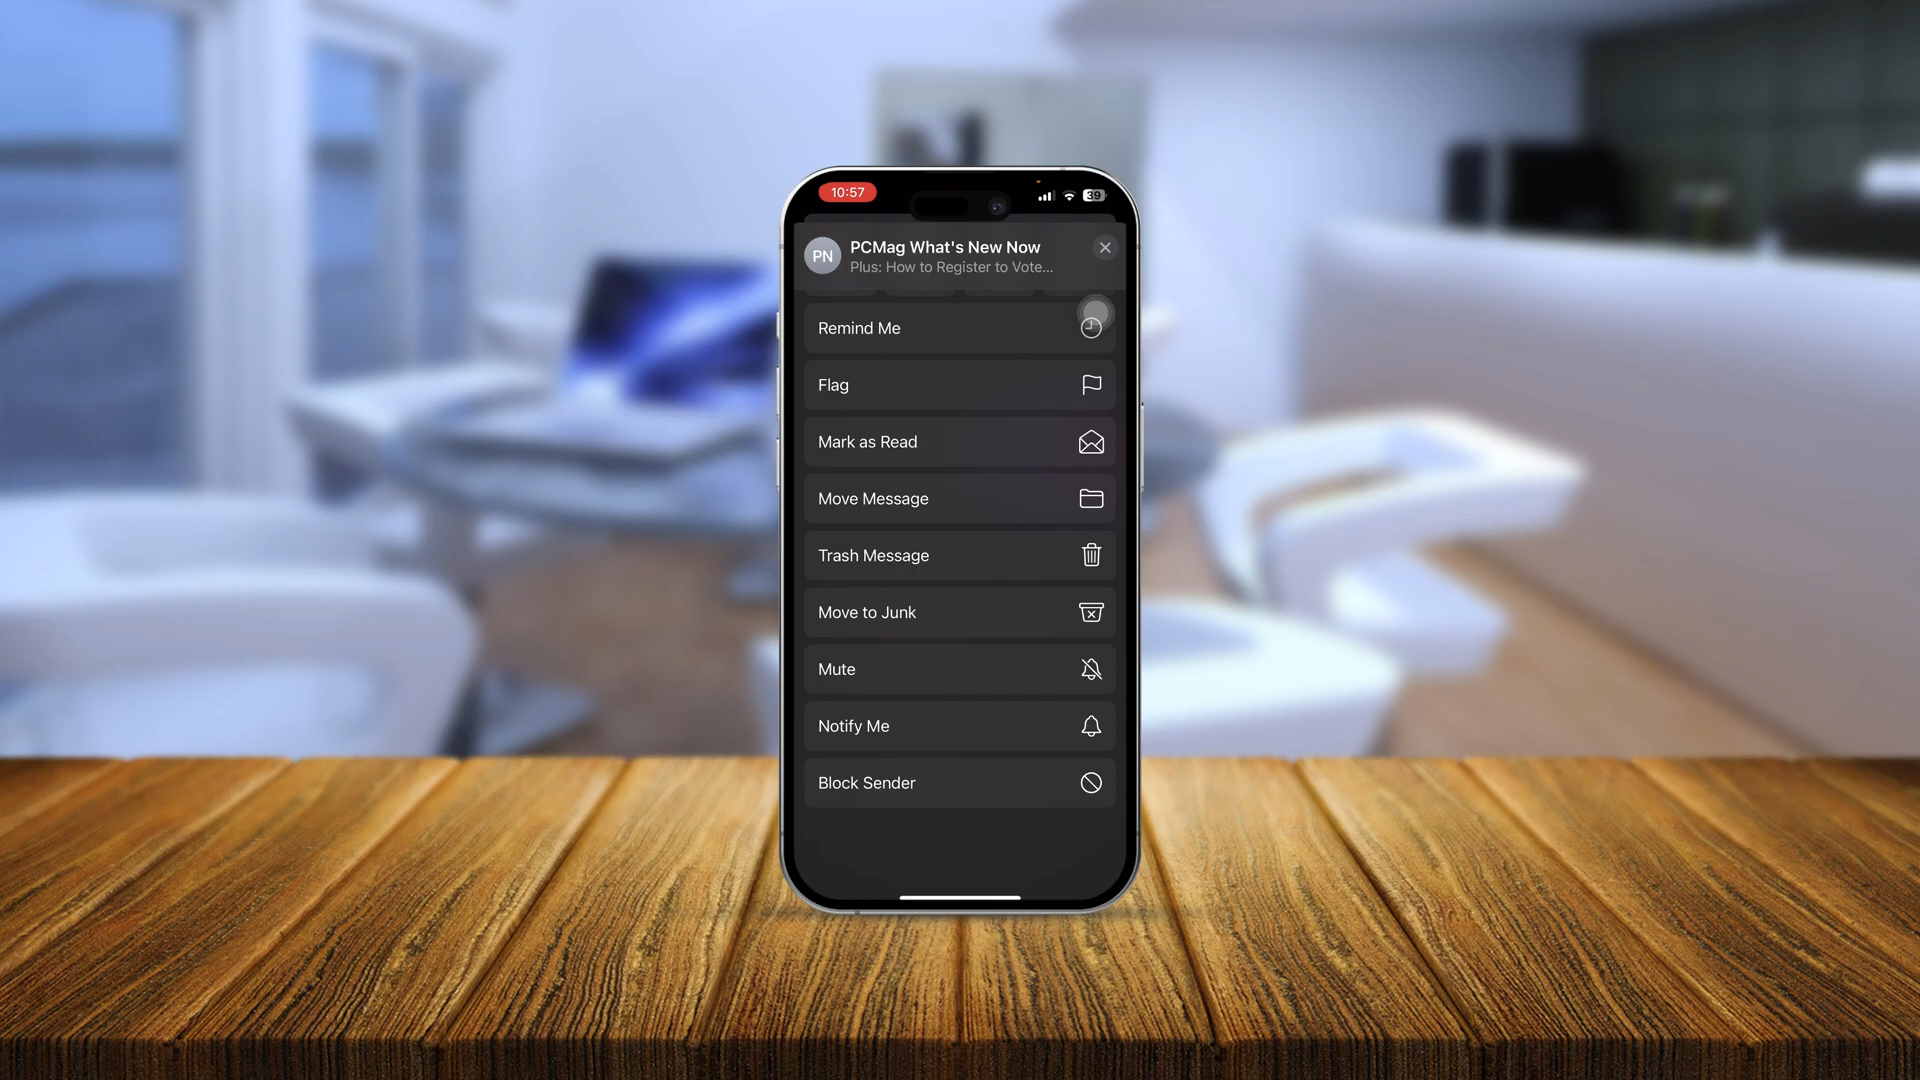 10:57
39
PN
PCMag What's New Now
Plus: How to Register to Vote...
Remind Me
Flag
Mark as Read
Move Message
Trash Message
Move to Junk
Mute
Notify Me
Block Sender